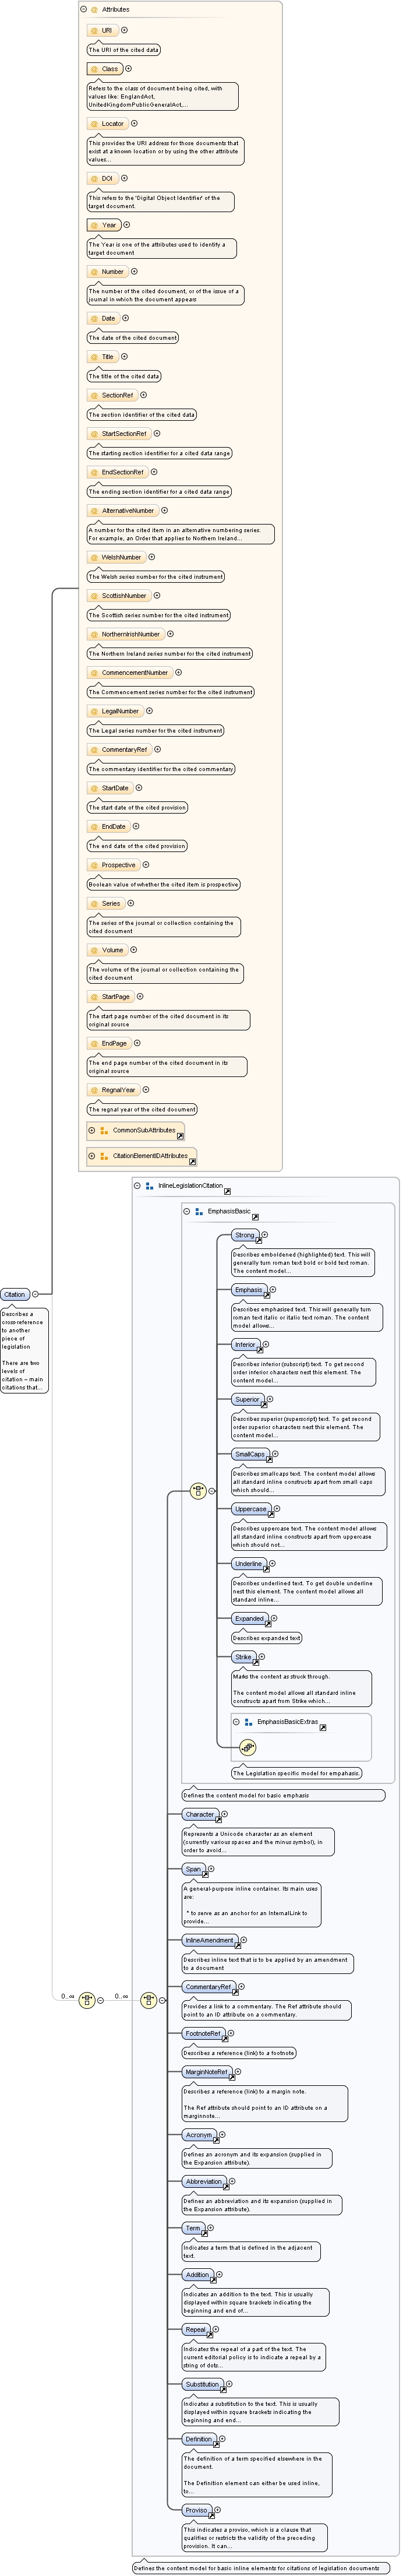 Attributes
@ URI
The URI of the cited data
@ Class
Refers to the class of document being cited, with
values like: EnglandAct,
UnitedKingdomPublicGeneralAct,...
@ Locator
This provides the URI address for those documents that
exist at a known location or by using the other attribute
values...
@ DOI
This refers to the 'Digital Object Identifier' of the
target document.
@ Year
The Year is one of the attributes used to identify a
target document
@ Number
The number of the cited document, or of the issue of a
journal in which the document appears
@ Date
The date of the cited document
@ Title
The title of the cited data
@ SectionRef
The section identifier of the cited data
@ StartSectionRef
The starting section identifier for a cited data range
@ EndSectionRef
The ending section identifier for a cited data range
@ AlternativeNumber
A number for the cited item in an alternative numbering series.
For example, an Order that applies to Northern Ireland...
@ WelshNumber
The Welsh series number for the cited instrument
@ ScottishNumber
The Scottish series number for the cited instrument
@ NorthernIrishNumber
The Northern Ireland series number for the cited instrument
@ CommencementNumber
The Commencement series number for the cited instrument
@ LegalNumber
The Legal series number for the cited instrument
@ CommentaryRef
The commentary identifier for the cited commentary
@ StartDate
The start date of the cited provision
@ EndDate
The end date of the cited provision
@ Prospective
Boolean value of whether the cited item is prospective
@ Series
The series of the journal or collection containing the
cited document
@ Volume
The volume of the journal or collection containing the
cited document
@ StartPage
The start page number of the cited document in its
original source
@ EndPage
The end page number of the cited document in its
original source
@ RegnalYear
The regnal year of the cited document
CommonSubAttributes
CitationElementIDAttributes
InlineLegislationCitation
EmphasisBasic
Strong
Describes emboldened (highlighted) text. This will
generally turn roman text bold or bold text roman.
The content model...
Citation
Describes a
cross-reference
to another
piece of
legislation
There are two
levels of
citation – main
citations that...
Emphasis
Describes emphasised text. This will generally turn
roman text italic or italic text roman. The content
model allows...
Inferior
Describes inferior (subscript) text. To get second
order inferior characters nest this element. The
content model...
Superior
Describes superior (superscript) text. To get second
order superior characters nest this element. The
content model...
SmallCaps
Describes smallcaps text. The content model allows
all standard inline constructs apart from small caps
which should...
Uppercase
Describes uppercase text. The content model allows
all standard inline constructs apart from uppercase
which should not...
Underline
Describes underlined text. To get double underline
nest this element. The content model allows all
standard inline...
Expanded
Describes expanded text
Strike
Marks the content as struck through.
The content model allows all standard inline
constructs apart from Strike which...
EmphasisBasicExtras
The Legislation specific model for empahasis.
Defines the content model for basic emphasis
Character
Represents a Unicode character as an element
(currently various spaces and the minus symbol), in
order to avoid...
Span
A general-purpose inline container. Its main uses
are:
* to serve as an anchor for an InternalLink to
provide...
InlineAmendment
Describes inline text that is to be applied by an amendment
to a document
0..∞
0..∞
CommentaryRef
Provides a link to a commentary. The Ref attribute should
point to an ID attribute on a commentary.
FootnoteRef
Describes a reference (link) to a footnote
MarginNoteRef
Describes a reference (link) to a margin note.
The Ref attribute should point to an ID attribute on a
marginnote...
Acronym
Defines an acronym and its expansion (supplied in
the Expansion attribute).
Abbreviation
Defines an abbreviation and its expansion (supplied in
the Expansion attribute).
Term
Indicates a term that is defined in the adjacent
text.
Addition
Indicates an addition to the text. This is usually
displayed within square brackets indicating the
beginning and end of...
Repeal
Indicates the repeal of a part of the text. The
current editorial policy is to indicate a repeal by a
string of dots...
Substitution
Indicates a substitution to the text. This is usually
displayed within square brackets indicating the
beginning and end...
Definition
The definition of a term specified elsewhere in the
document.
The Definition element can either be used inline,
to...
Proviso
This indicates a proviso, which is a clause that
qualifies or restricts the validity of the preceding
provision. It can...
Defines the content model for basic inline elements for citations of legislation documents